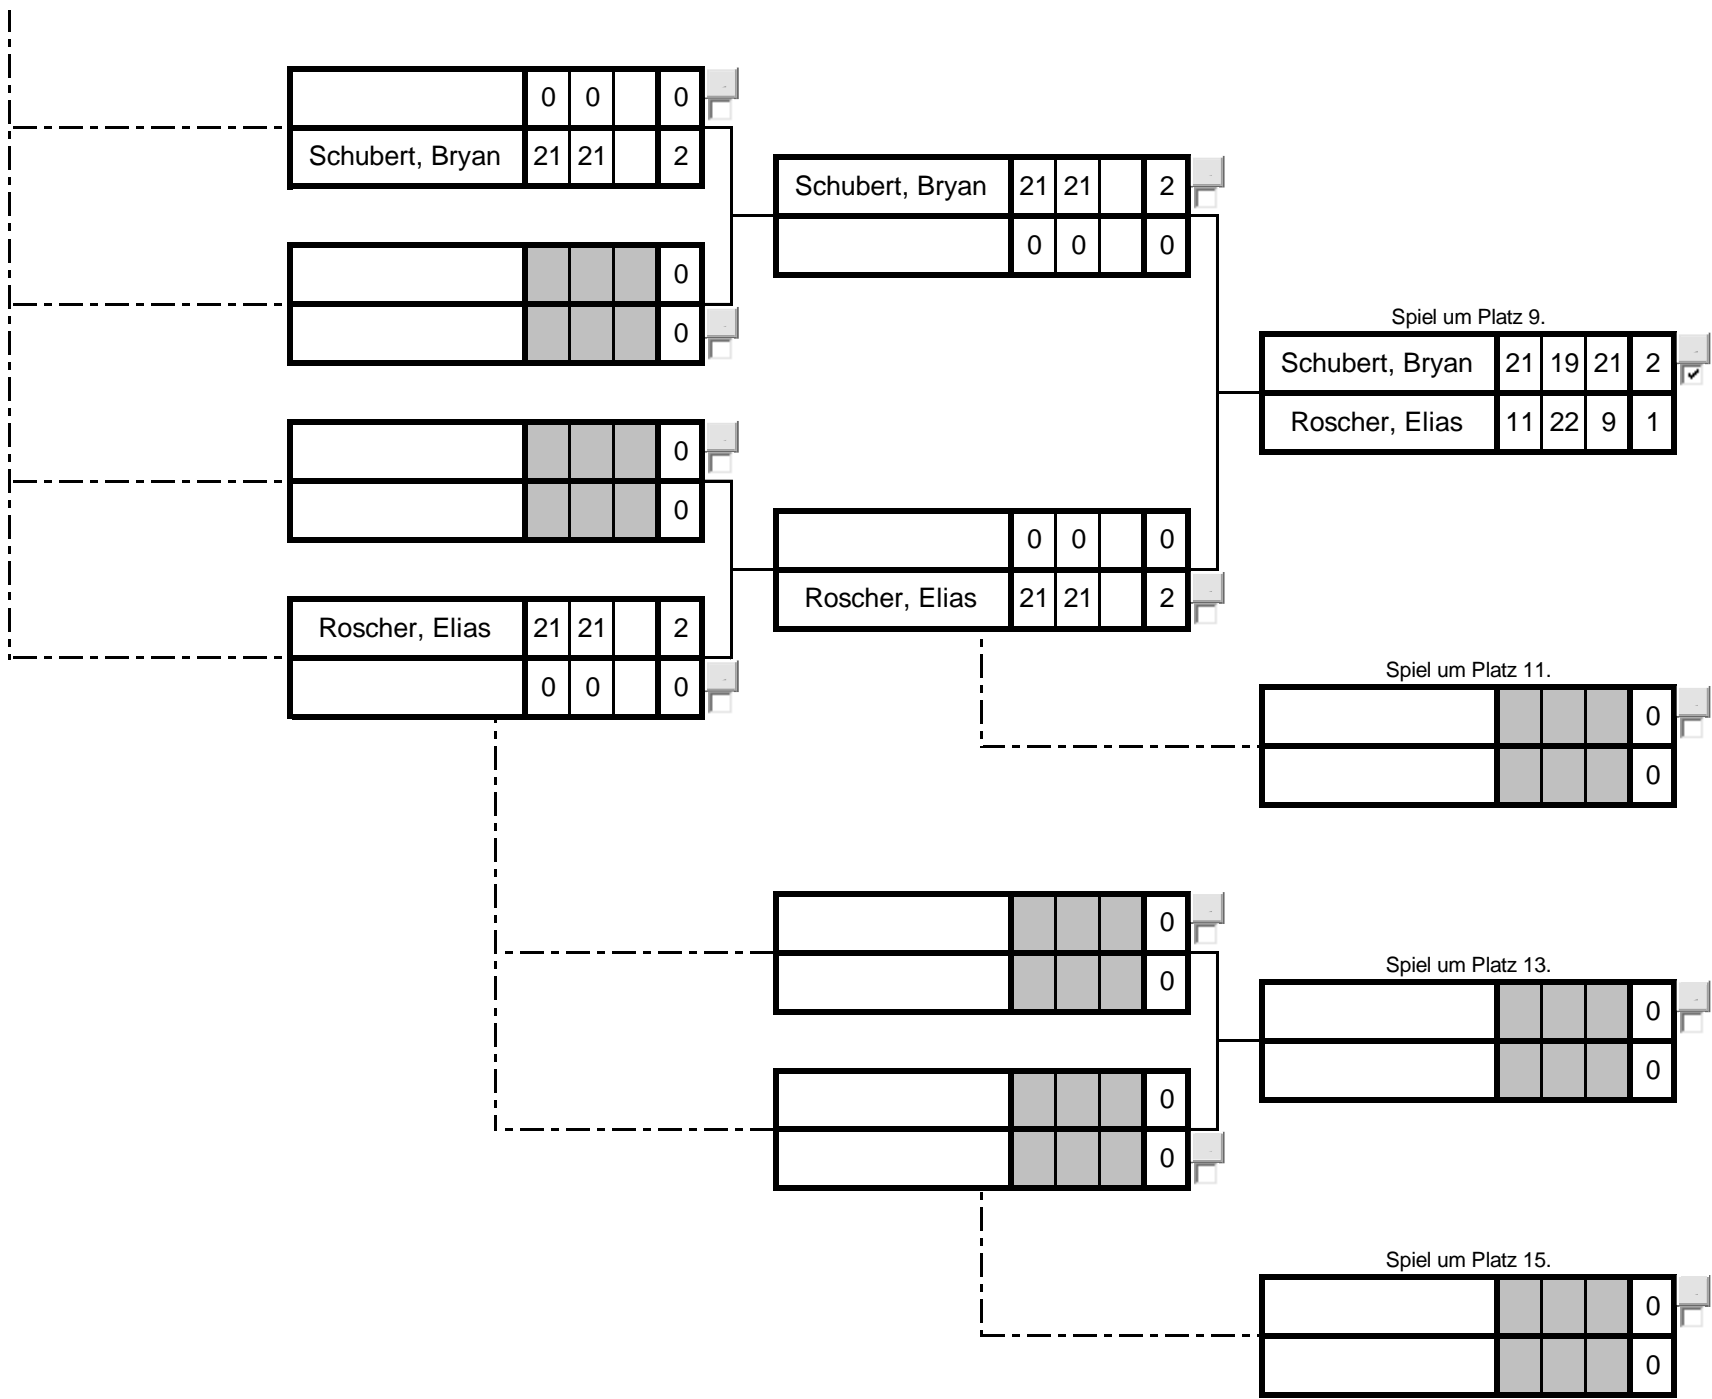 0 0 0
Schubert, Bryan 21 21 2
0
0
0
0
Roscher, Elias 21 21 2
0 0 0
Schubert, Bryan 21 21 2
0 0 0
0 0 0
Roscher, Elias 21 21 2
Spiel um Platz 9.
Schubert, Bryan 21 19 21 2
Roscher, Elias 11 22 9 1
Spiel um Platz 11.
0
0
0
0
0
0
Spiel um Platz 13.
0
0
Spiel um Platz 15.
0
0